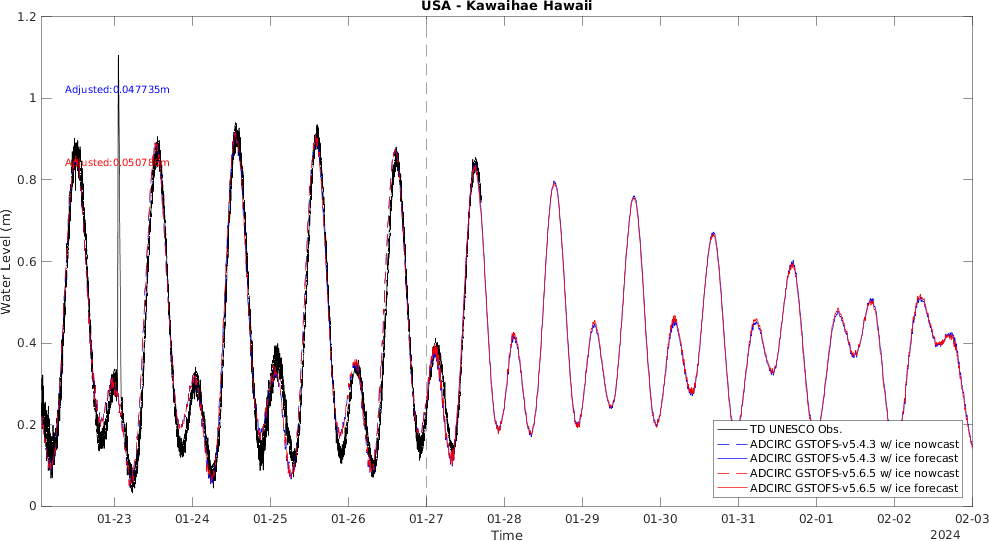 USA - Kawaihae Hawaii
1.2
1
0.8
0.6
0.4
0.2
0
Water Level (m)
Adjusted:0.047735m
TD UNESCO Obs.
ADCIRC GSTOFS-v5.4.3 w/ ice nowcast
ADCIRC GSTOFS-v5.4.3 w/ ice forecast
ADCIRC GSTOFS-v5.6.5 w/ ice nowcast
ADCIRC GSTOFS-v5.6.5 w/ ice forecast
01-23 01-24 01-25 01-26 01-27 01-28 01-29 01-30 01-31 02-01 02-02 02-03
Time
2024